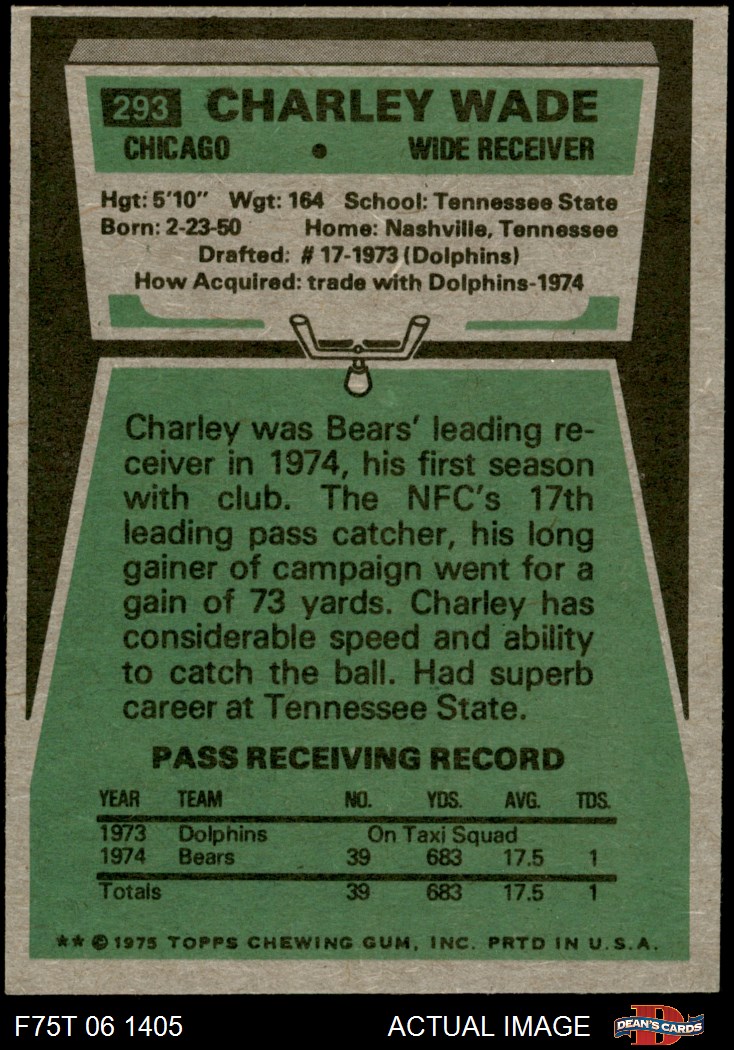 293 CHARLEY WADE
CHICAGO • WIDE RECEIVER
Hgt: 5'10" Wgt: 164 School: Tennessee State
Born: 2-23-50 Home: Nashville, Tennessee
Drafted: # 17-1973 (Dolphins)
How Acquired: trade with Dolphins-1974
Charley was Bears' leading re-
ceiver in 1974, his first season
with club. The NFC's 17th
leading pass catcher, his long
gainer of campaign went for a
gain of 73 yards. Charley has
considerable speed and ability
to catch the ball. Had superb
career at Tennessee State.
PASS RECEIVING RECORD
YEAR TEAM NO. YDS. AVG. TDS.
1973 Dolphins On Taxi Squad
1974 Bears 39 683 17.5 1
Totals 39 683 17.5 1
** © 1975 TOPPS CHEWING GUM, INC. PRTD IN U.S.A.
F75T 06 1405 ACTUAL IMAGE D DEAN'S CARDS